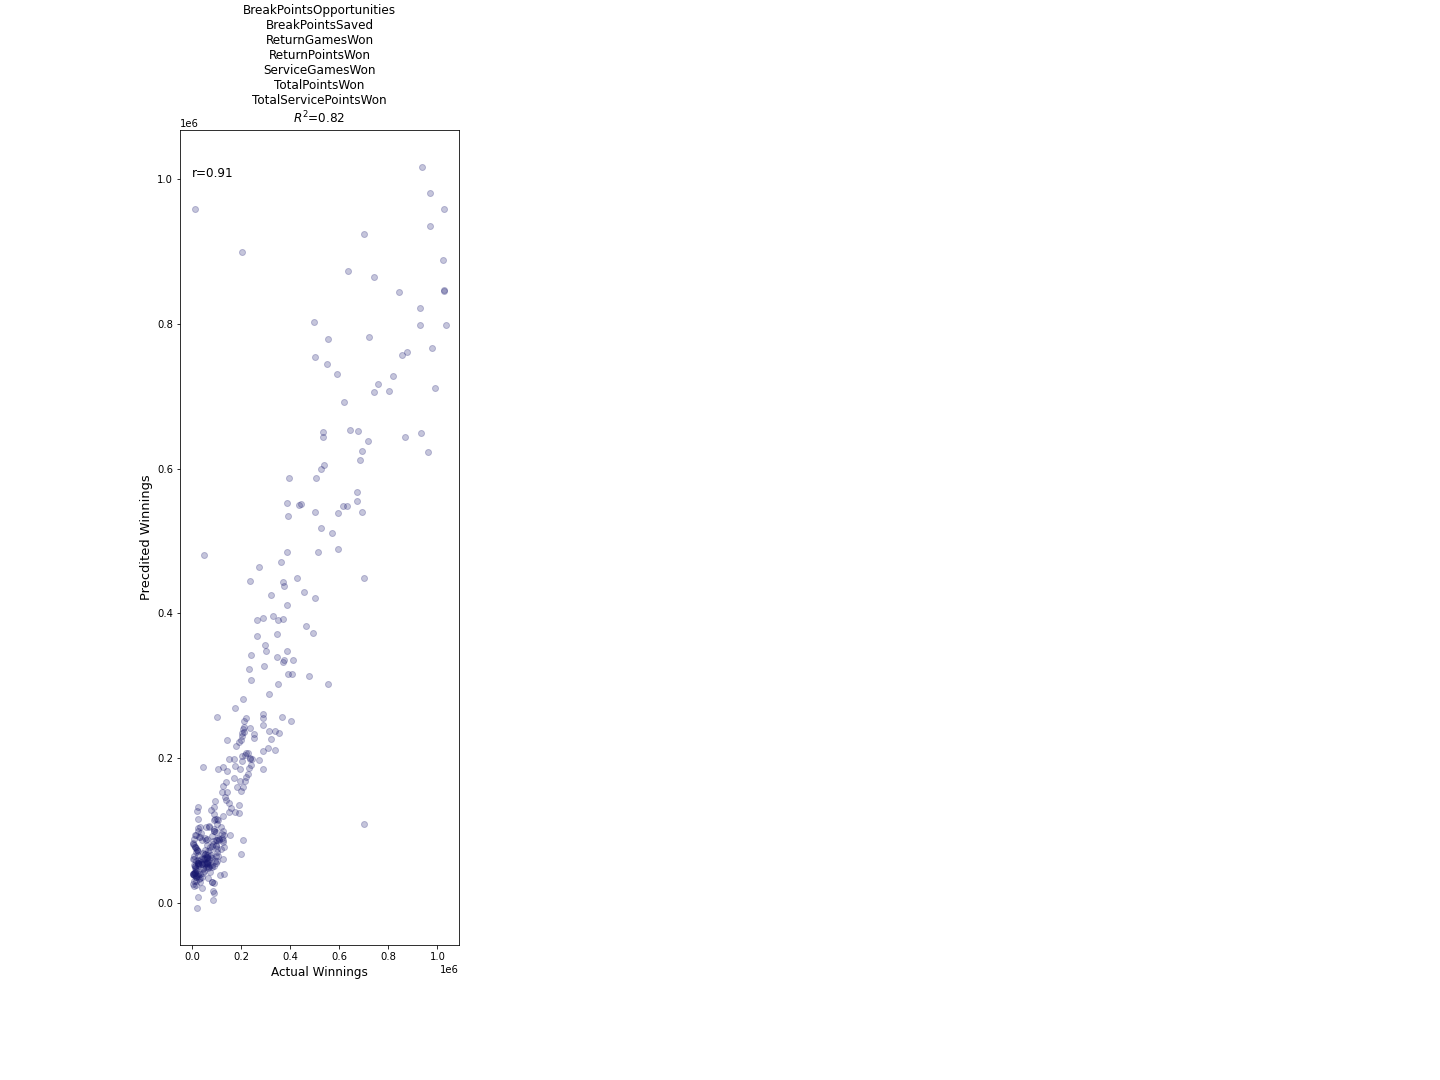 BreakPointsOpportunities
BreakPointsSaved
ReturnGamesWon
ReturnPointsWon
ServiceGamesWon
TotalPointsWon
TotalServicePointsWon
R²=0.82
1e6
r=0.91
1.0
0.8
0.6
0.4
0.2
0.0
Precdited Winnings
0.0 0.2 0.4 0.6 0.8 1.0
1e6
Actual Winnings